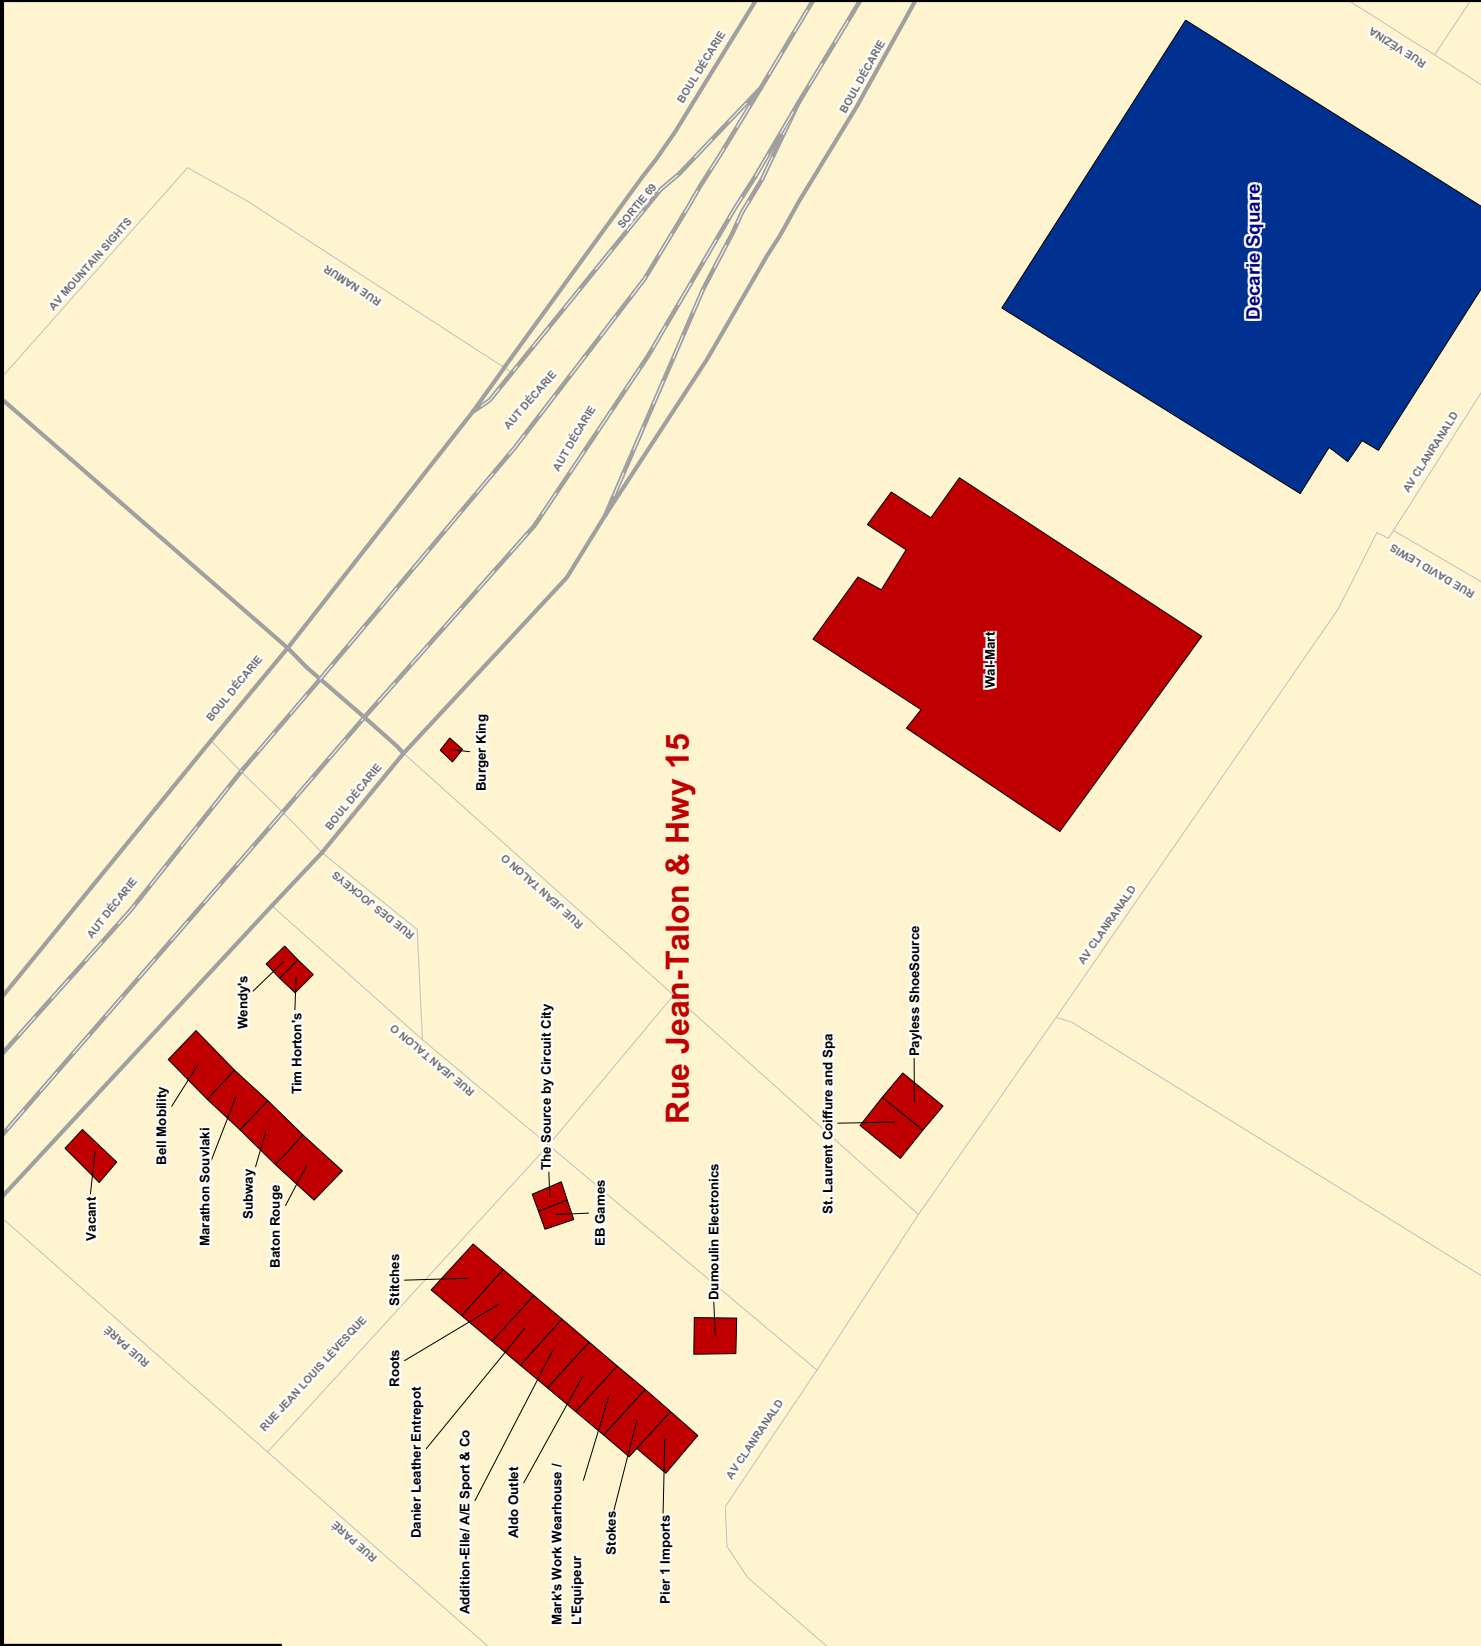 BOUL DÉCARIE
BOUL DÉCARIE
RUE VÉZINA
SORTIE 69
AV MOUNTAIN SIGHTS
RUE NAMUR
Decarie Square
AUT DÉCARIE
AUT DÉCARIE
AV CLANRANALD
RUE DAVID LEWIS
Wal-Mart
BOUL DÉCARIE
Burger King
BOUL DÉCARIE
Rue Jean-Talon & Hwy 15
AUT DÉCARIE
RUE DES JOCKEYS
RUE JEAN TALON O
AV CLANRANALD
Wendy's
Tim Horton's
RUE JEAN TALON O
The Source by Circuit City
Payless ShoeSource
St. Laurent Coiffure and Spa
Bell Mobility
Marathon Souvlaki
Subway
Baton Rouge
Vacant
EB Games
Dumoulin Electronics
Stitches
Roots
RUE PARÉ
RUE JEAN LOUIS LÉVESQUE
Danier Leather Entrepot
Addition-Elle/ A/E Sport & Co
Aldo Outlet
Mark's Work Wearhouse /
L'Equipeur
Stokes
Pier 1 Imports
AV CLANRANALD
RUE PARÉ